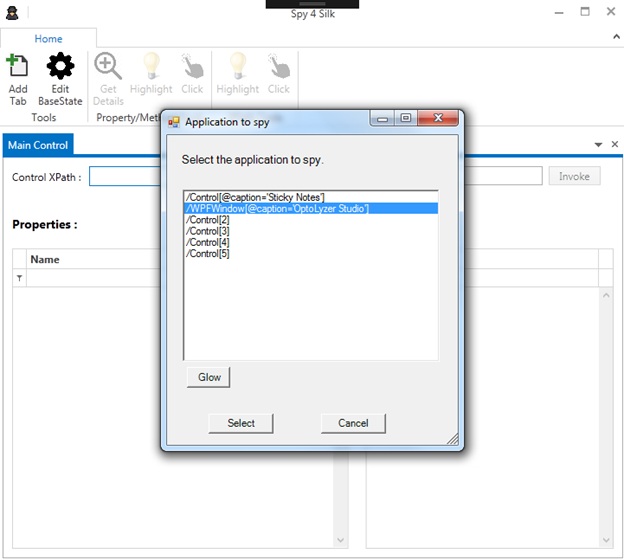 Spy 4 Silk
Home
Add Tab
Edit BaseState
Tools
Get Details
Highlight
Click
Highlight
Click
Application to spy
Select the application to spy.
/Control[@caption='Sticky Notes']
/WPFWindow[@caption='OptoLyzer Studio']
/Control[2]
/Control[3]
/Control[4]
/Control[5]
Glow
Select
Cancel
Main Control
Control XPath :
Invoke
Properties :
Name